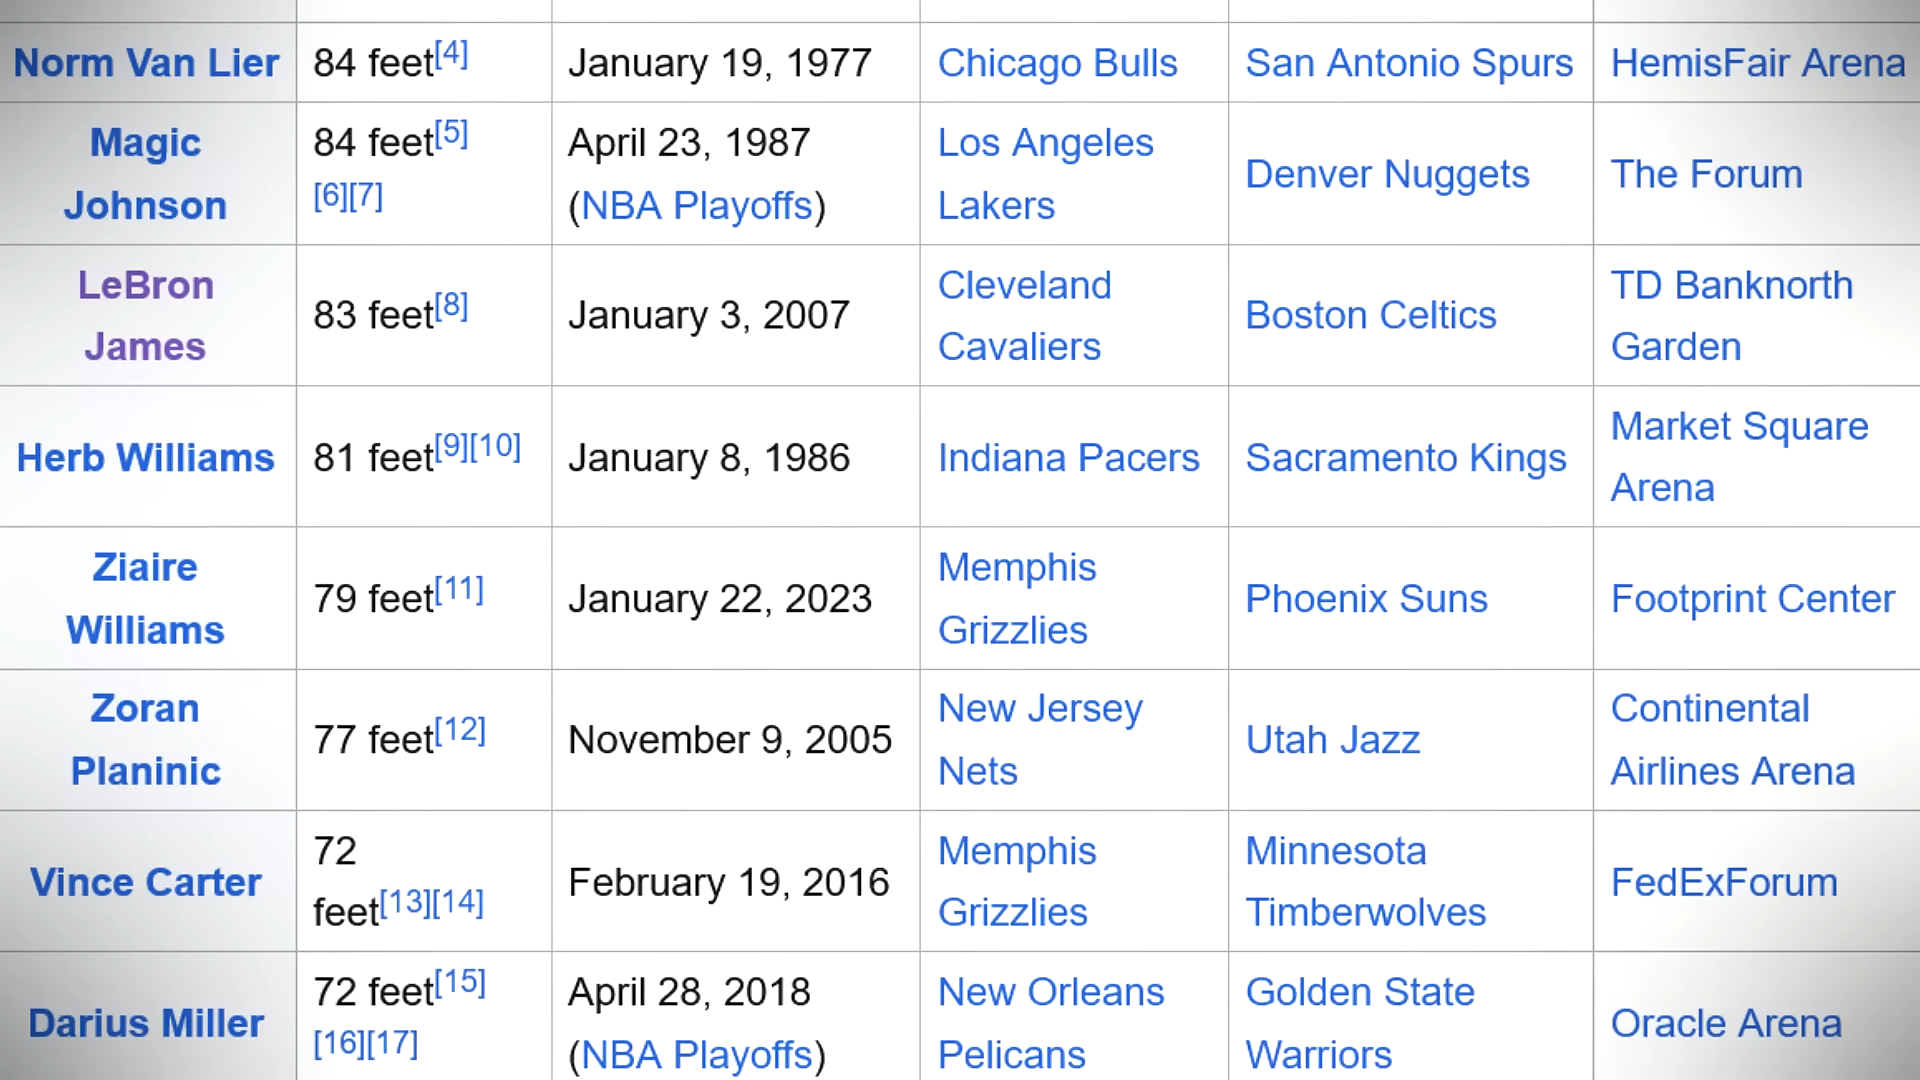 Norm Van Lier 84 feet[4] January 19, 1977 Chicago Bulls San Antonio Spurs HemisFair Arena
Magic
Johnson
84 feet[5]
[6][7]
April 23, 1987
(NBA Playoffs)
Los Angeles
Lakers
Denver Nuggets
The Forum
LeBron
James
83 feet[8]
January 3, 2007
Cleveland
Cavaliers
Boston Celtics
TD Banknorth
Garden
Herb Williams
81 feet[9][10]
January 8, 1986
Indiana Pacers
Sacramento Kings
Market Square
Arena
Ziaire
Williams
79 feet[11]
January 22, 2023
Memphis
Grizzlies
Phoenix Suns
Footprint Center
Zoran
Planinic
77 feet[12]
November 9, 2005
New Jersey
Nets
Utah Jazz
Continental
Airlines Arena
Vince Carter
72
feet[13][14]
February 19, 2016
Memphis
Grizzlies
Minnesota
Timberwolves
FedExForum
Darius Miller
72 feet[15]
[16][17]
April 28, 2018
(NBA Playoffs)
New Orleans
Pelicans
Golden State
Warriors
Oracle Arena